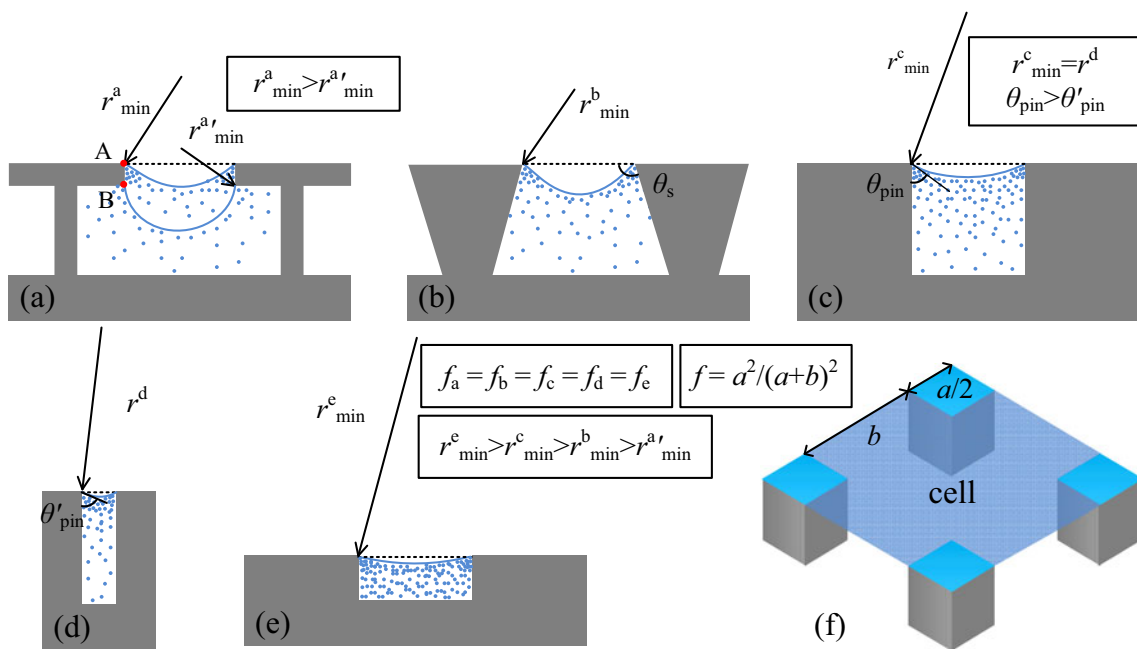 r^a_min>r^a′_min
r^a_min
r^a′_min
A
B
(a)
r^b_min
θ_s
(b)
r^c_min
r^c_min=r^d
θ_pin>θ′_pin
θ_pin
(c)
r^d
θ′_pin
(d)
r^e_min
f_a = f_b = f_c = f_d = f_e
f = a²/(a+b)²
r^e_min>r^c_min>r^b_min>r^a′_min
(e)
a/2
b
cell
(f)